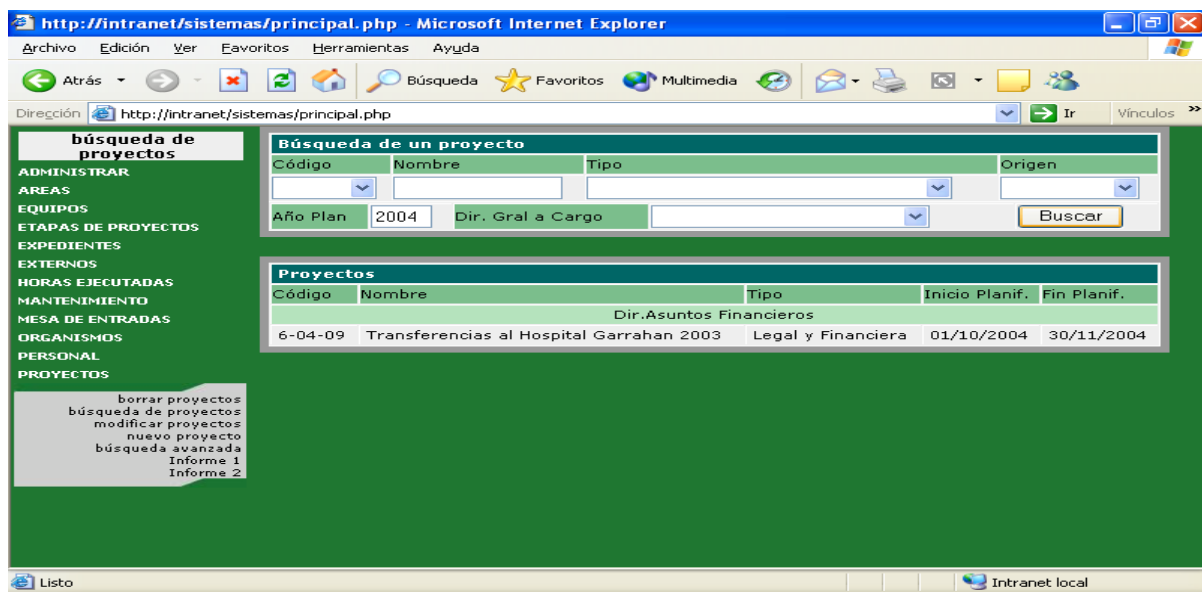 http://intranet/sistemas/principal.php - Microsoft Internet Explorer
Archivo Edición Ver Favoritos Herramientas Ayuda
Atrás Búsqueda Favoritos Multimedia
Dirección http://intranet/sistemas/principal.php Ir Vínculos »
búsqueda de
proyectos
ADMINISTRAR
AREAS
EQUIPOS
ETAPAS DE PROYECTOS
EXPEDIENTES
EXTERNOS
HORAS EJECUTADAS
MANTENIMIENTO
MESA DE ENTRADAS
ORGANISMOS
PERSONAL
PROYECTOS
borrar proyectos
búsqueda de proyectos
modificar proyectos
nuevo proyecto
búsqueda avanzada
Informe 1
Informe 2
Búsqueda de un proyecto
Código Nombre Tipo Origen
Año Plan 2004 Dir. Gral a Cargo Buscar
Proyectos
Código Nombre Tipo Inicio Planif. Fin Planif.
Dir.Asuntos Financieros
6-04-09 Transferencias al Hospital Garrahan 2003 Legal y Financiera 01/10/2004 30/11/2004
Listo Intranet local